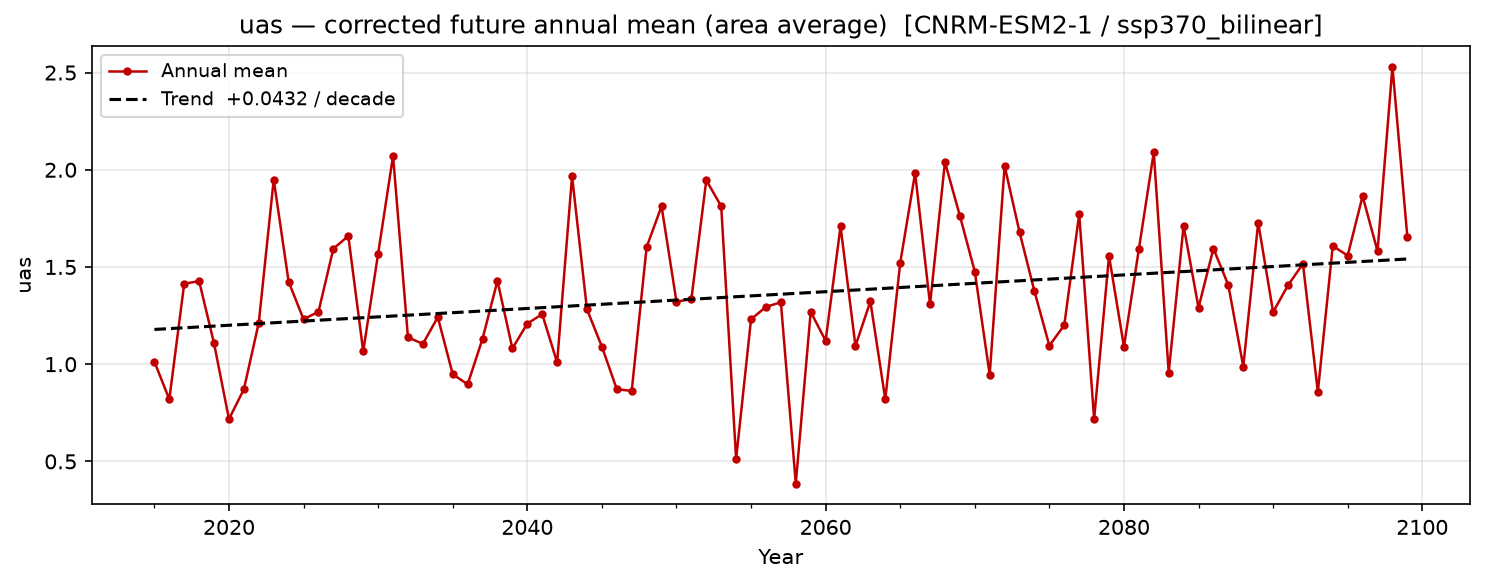 uas — corrected future annual mean (area average)  [CNRM-ESM2-1 / ssp370_bilinear]
Annual mean
Trend  +0.0432 / decade
2.5
2.0
1.5
1.0
0.5
uas
2020 2040 2060 2080 2100
Year